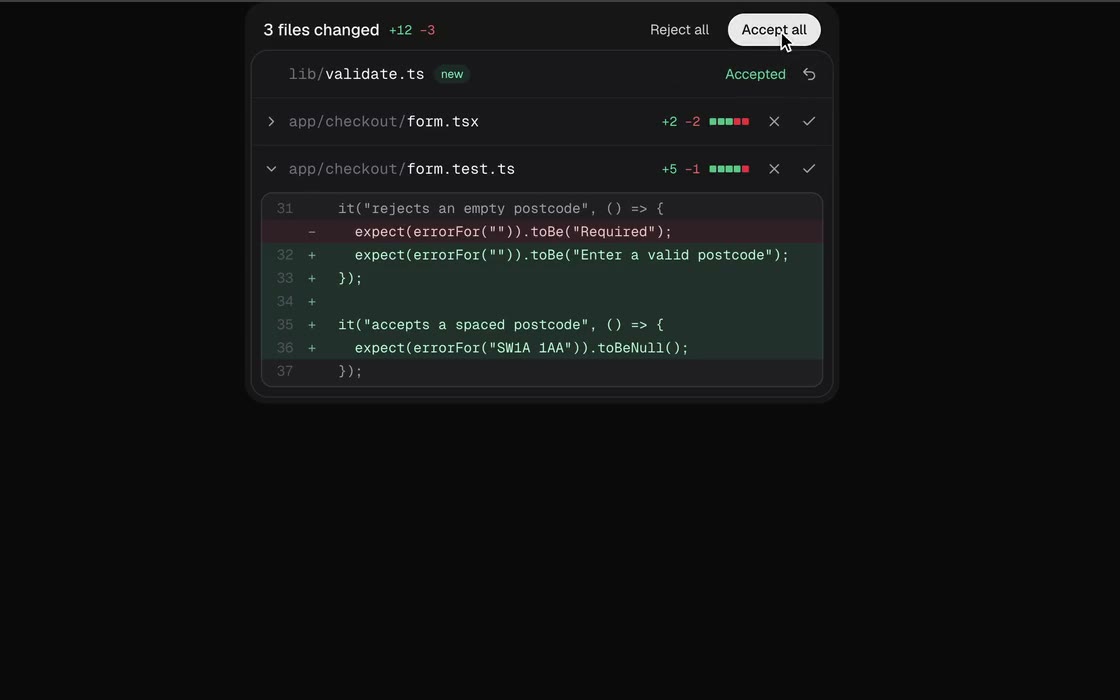 3 files changed +12 −3 Reject all Accept all
lib/validate.ts new Accepted
app/checkout/form.tsx +2 −2
app/checkout/form.test.ts +5 −1
31 it("rejects an empty postcode", () => {
− expect(errorFor("")).toBe("Required");
32 + expect(errorFor("")).toBe("Enter a valid postcode");
33 + });
34 +
35 + it("accepts a spaced postcode", () => {
36 + expect(errorFor("SW1A 1AA")).toBeNull();
37 });